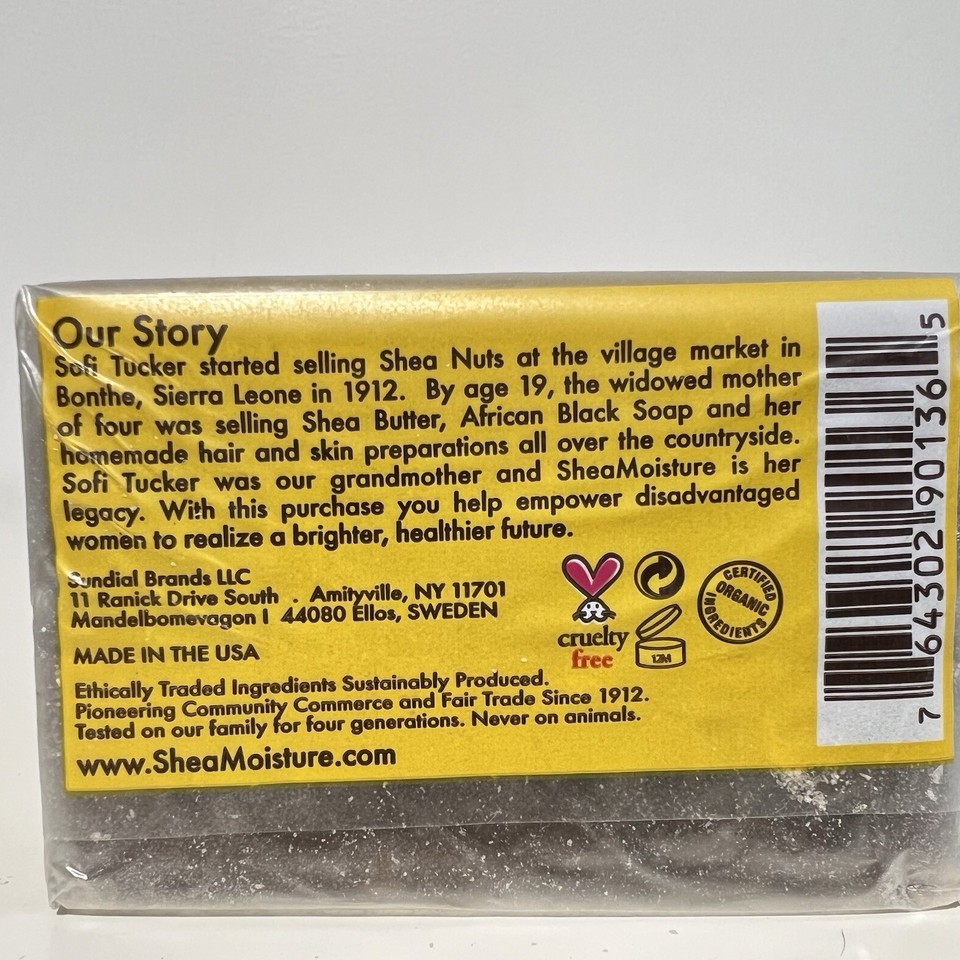 Our Story
Sofi Tucker started selling Shea Nuts at the village market in
Bonthe, Sierra Leone in 1912. By age 19, the widowed mother
of four was selling Shea Butter, African Black Soap and her
homemade hair and skin preparations all over the countryside.
Sofi Tucker was our grandmother and SheaMoisture is her
legacy. With this purchase you help empower disadvantaged
women to realize a brighter, healthier future.
Sundial Brands LLC
11 Ranick Drive South . Amityville, NY 11701
Mandelbomevagon I 44080 Ellos, SWEDEN
MADE IN THE USA
Ethically Traded Ingredients Sustainably Produced.
Pioneering Community Commerce and Fair Trade Since 1912.
Tested on our family for four generations. Never on animals.
www.SheaMoisture.com
cruelty
free
12M
CERTIFIED
ORGANIC
INGREDIENTS
7 64302 19013 6 5